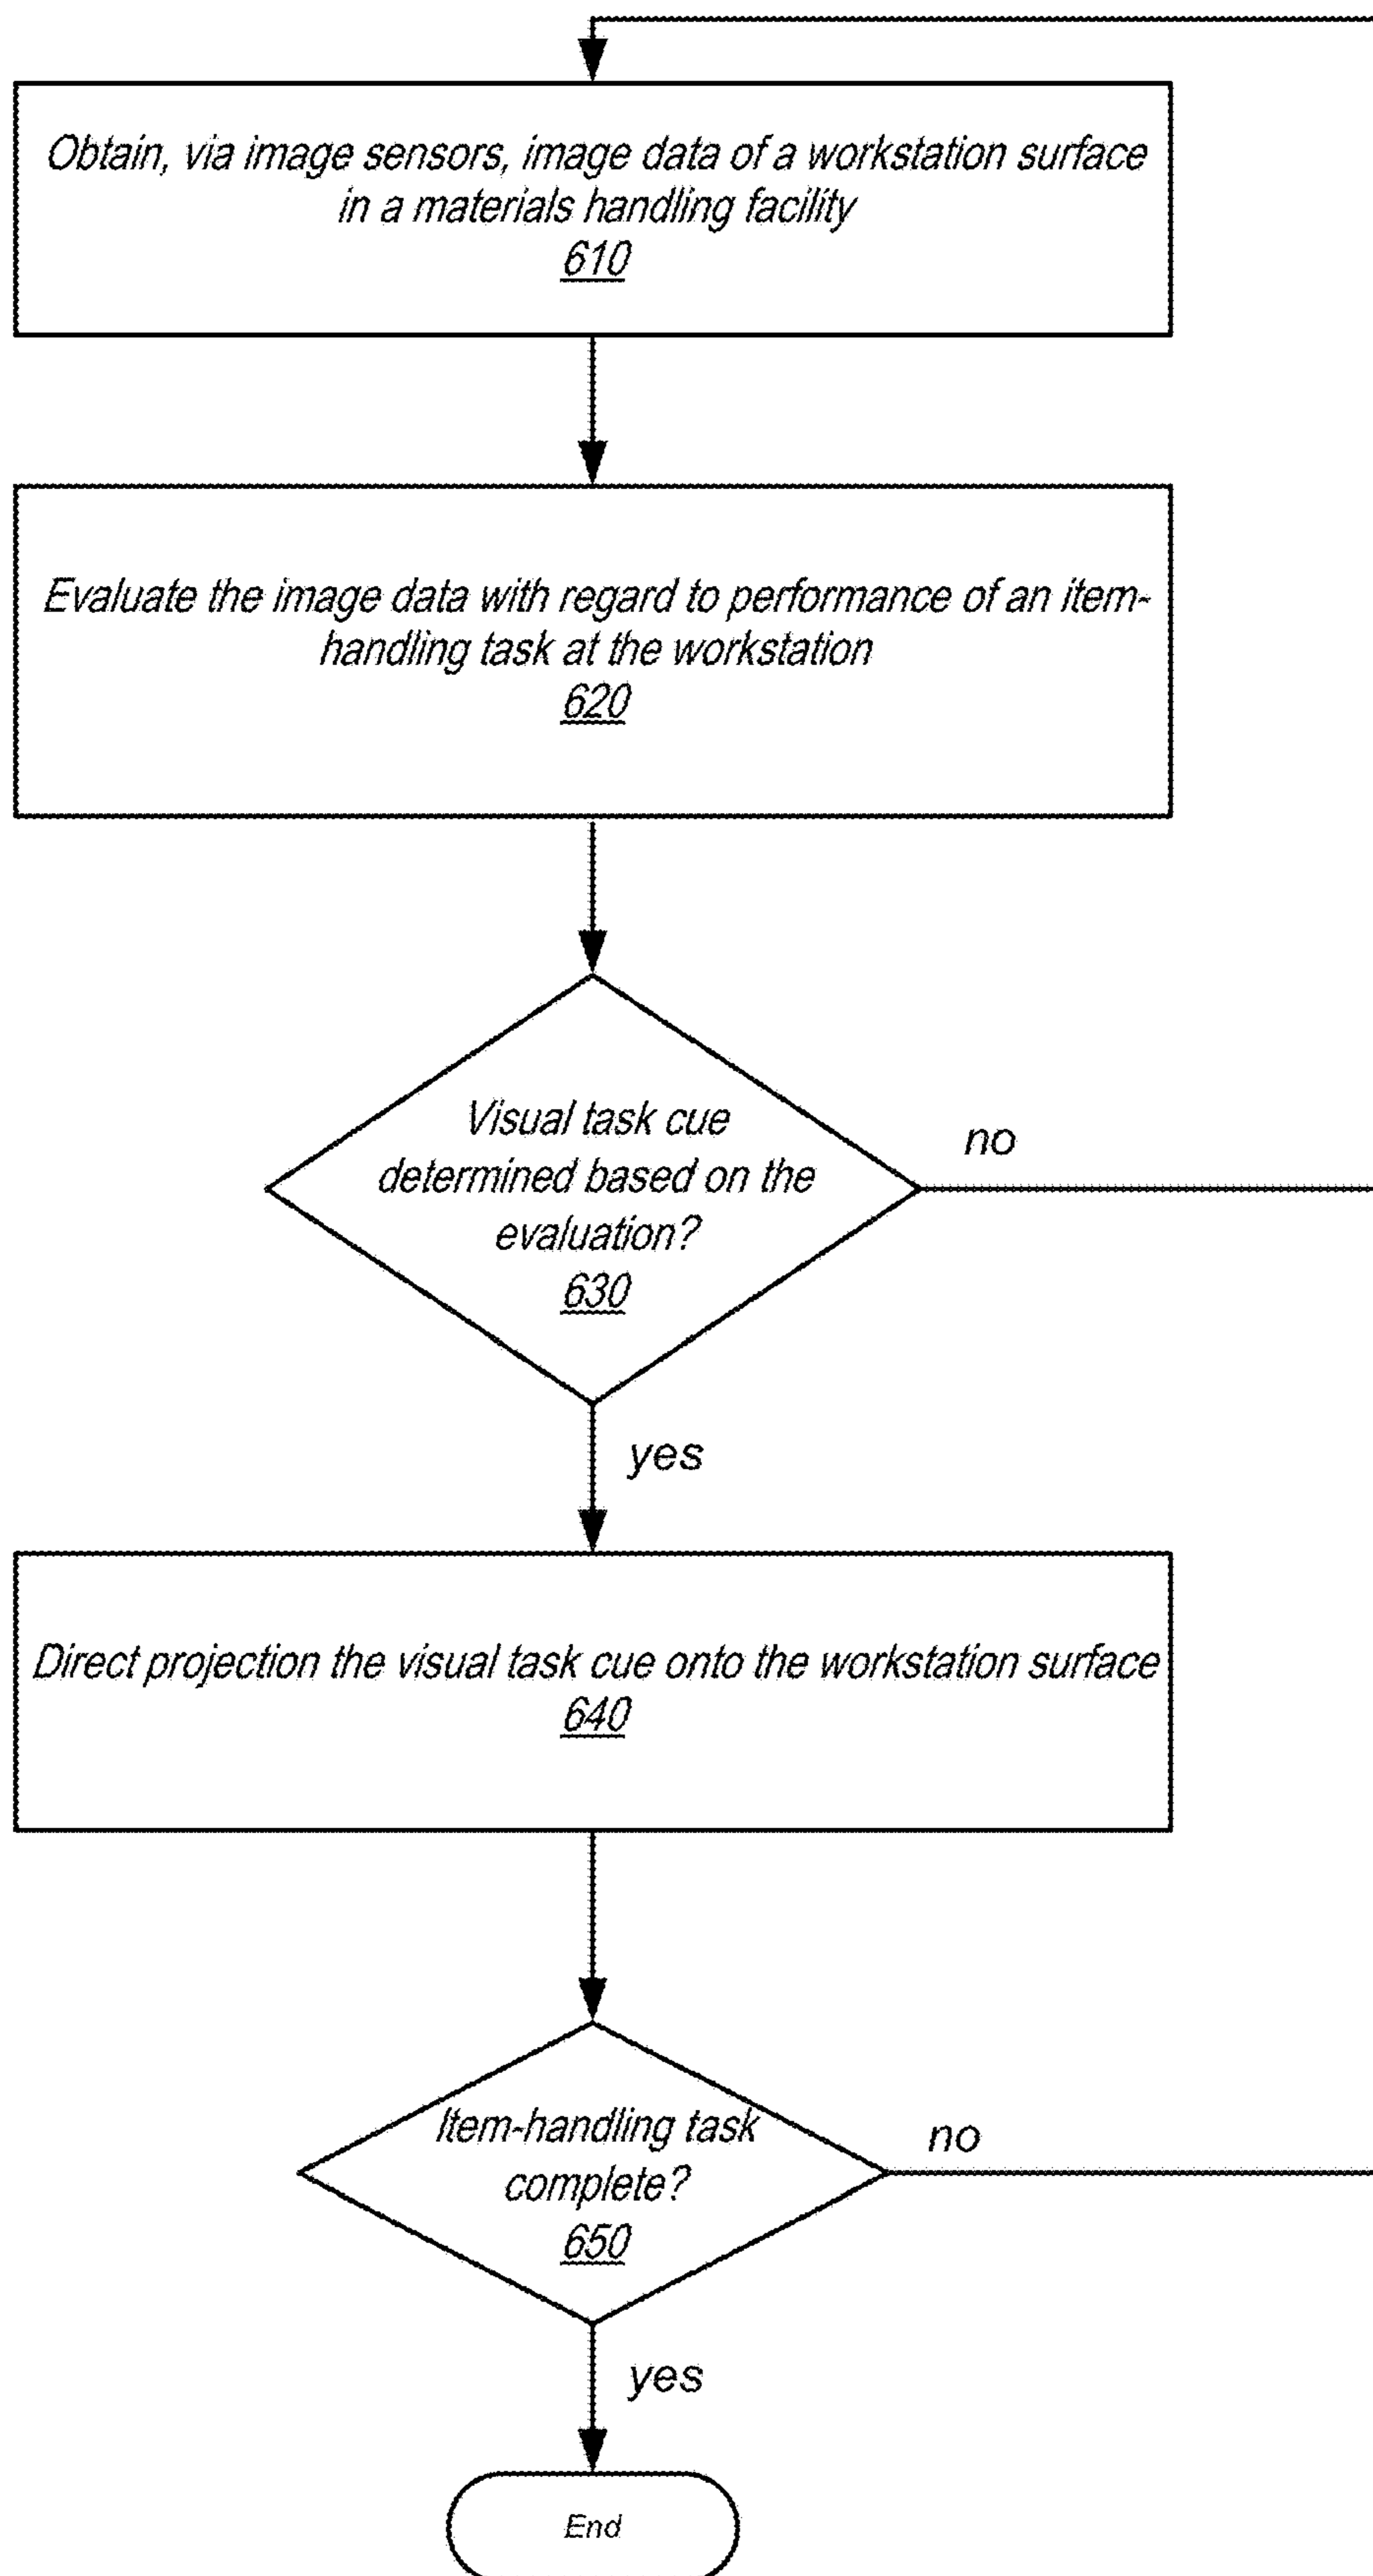 Obtain, via image sensors, image data of a workstation surface
in a materials handling facility
610
Evaluate the image data with regard to performance of an item-
handling task at the workstation
620
Visual task cue
determined based on the
evaluation?
630
no
yes
Direct projection the visual task cue onto the workstation surface
640
Item-handling task
complete?
650
no
yes
End